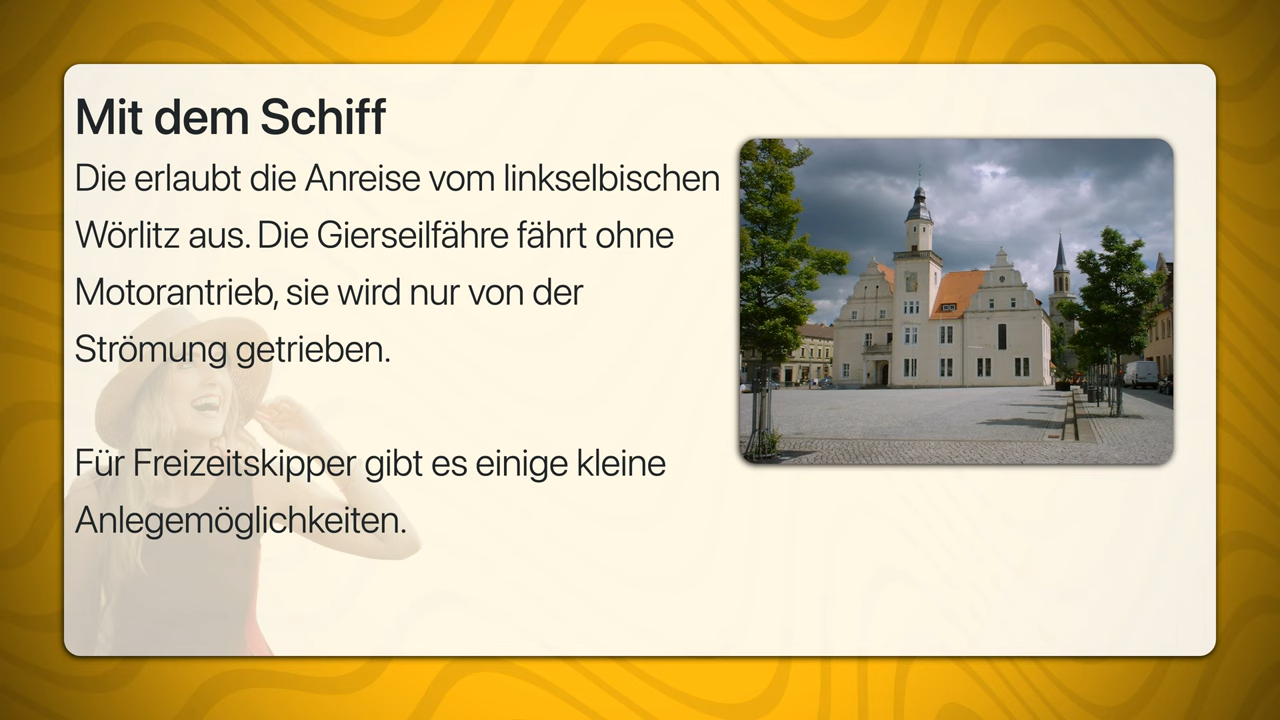 Mit dem Schiff
Die erlaubt die Anreise vom linkselbischen
Wörlitz aus. Die Gierseilfähre fährt ohne
Motorantrieb, sie wird nur von der
Strömung getrieben.
Für Freizeitskipper gibt es einige kleine
Anlegemöglichkeiten.